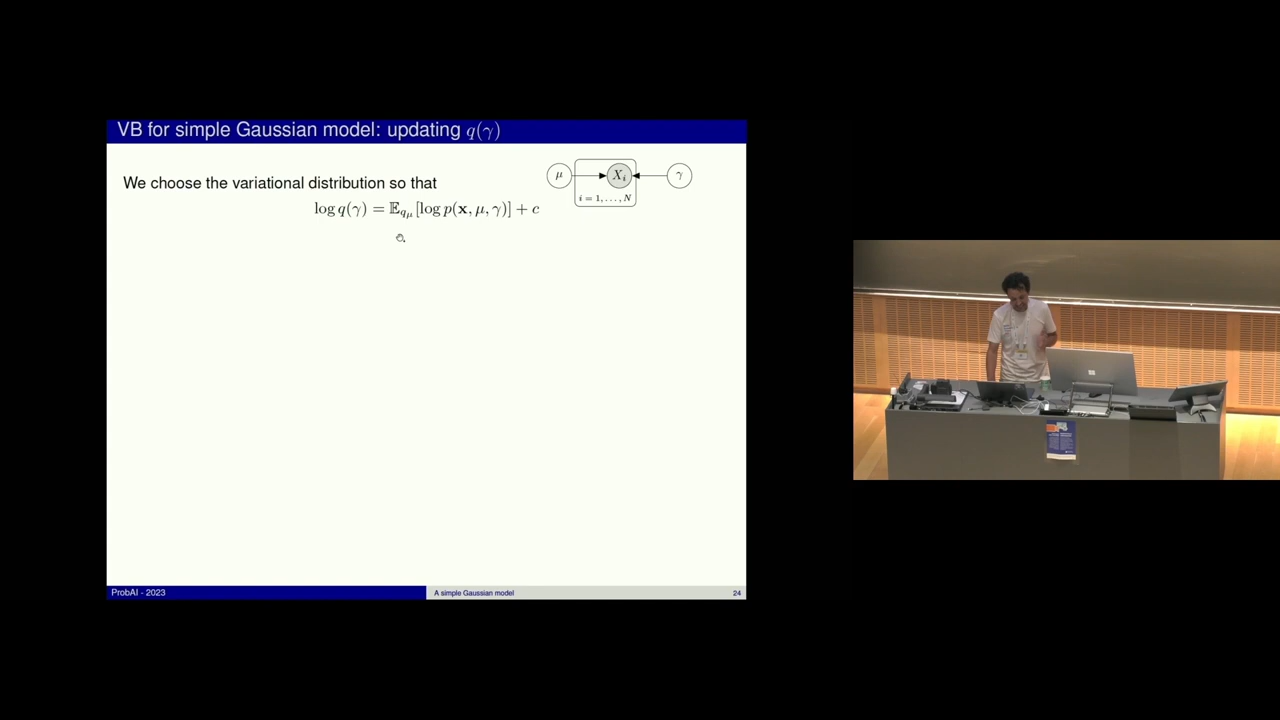 VB for simple Gaussian model: updating q(γ)
We choose the variational distribution so that
log q(γ) = 𝔼_{q_μ}[log p(𝐱, μ, γ)] + c
μ
X_i
γ
i = 1, . . . , N
ProbAI - 2023
A simple Gaussian model
24